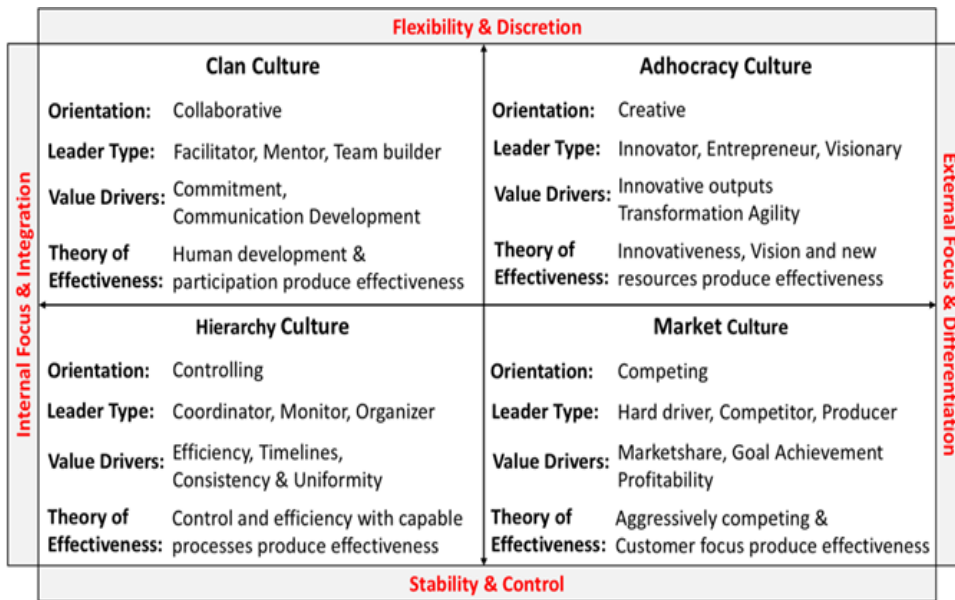 Flexibility & Discretion
Internal Focus & Integration
Clan Culture
Orientation: Collaborative
Leader Type: Facilitator, Mentor, Team builder
Value Drivers: Commitment,
Communication Development
Theory of Human development &
Effectiveness: participation produce effectiveness
Adhocracy Culture
Orientation: Creative
Leader Type: Innovator, Entrepreneur, Visionary
Value Drivers: Innovative outputs
Transformation Agility
Theory of Innovativeness, Vision and new
Effectiveness: resources produce effectiveness
Hierarchy Culture
Orientation: Controlling
Leader Type: Coordinator, Monitor, Organizer
Value Drivers: Efficiency, Timelines,
Consistency & Uniformity
Theory of Control and efficiency with capable
Effectiveness: processes produce effectiveness
Market Culture
Orientation: Competing
Leader Type: Hard driver, Competitor, Producer
Value Drivers: Marketshare, Goal Achievement
Profitability
Theory of Aggressively competing &
Effectiveness: Customer focus produce effectiveness
External Focus & Differentiation
Stability & Control